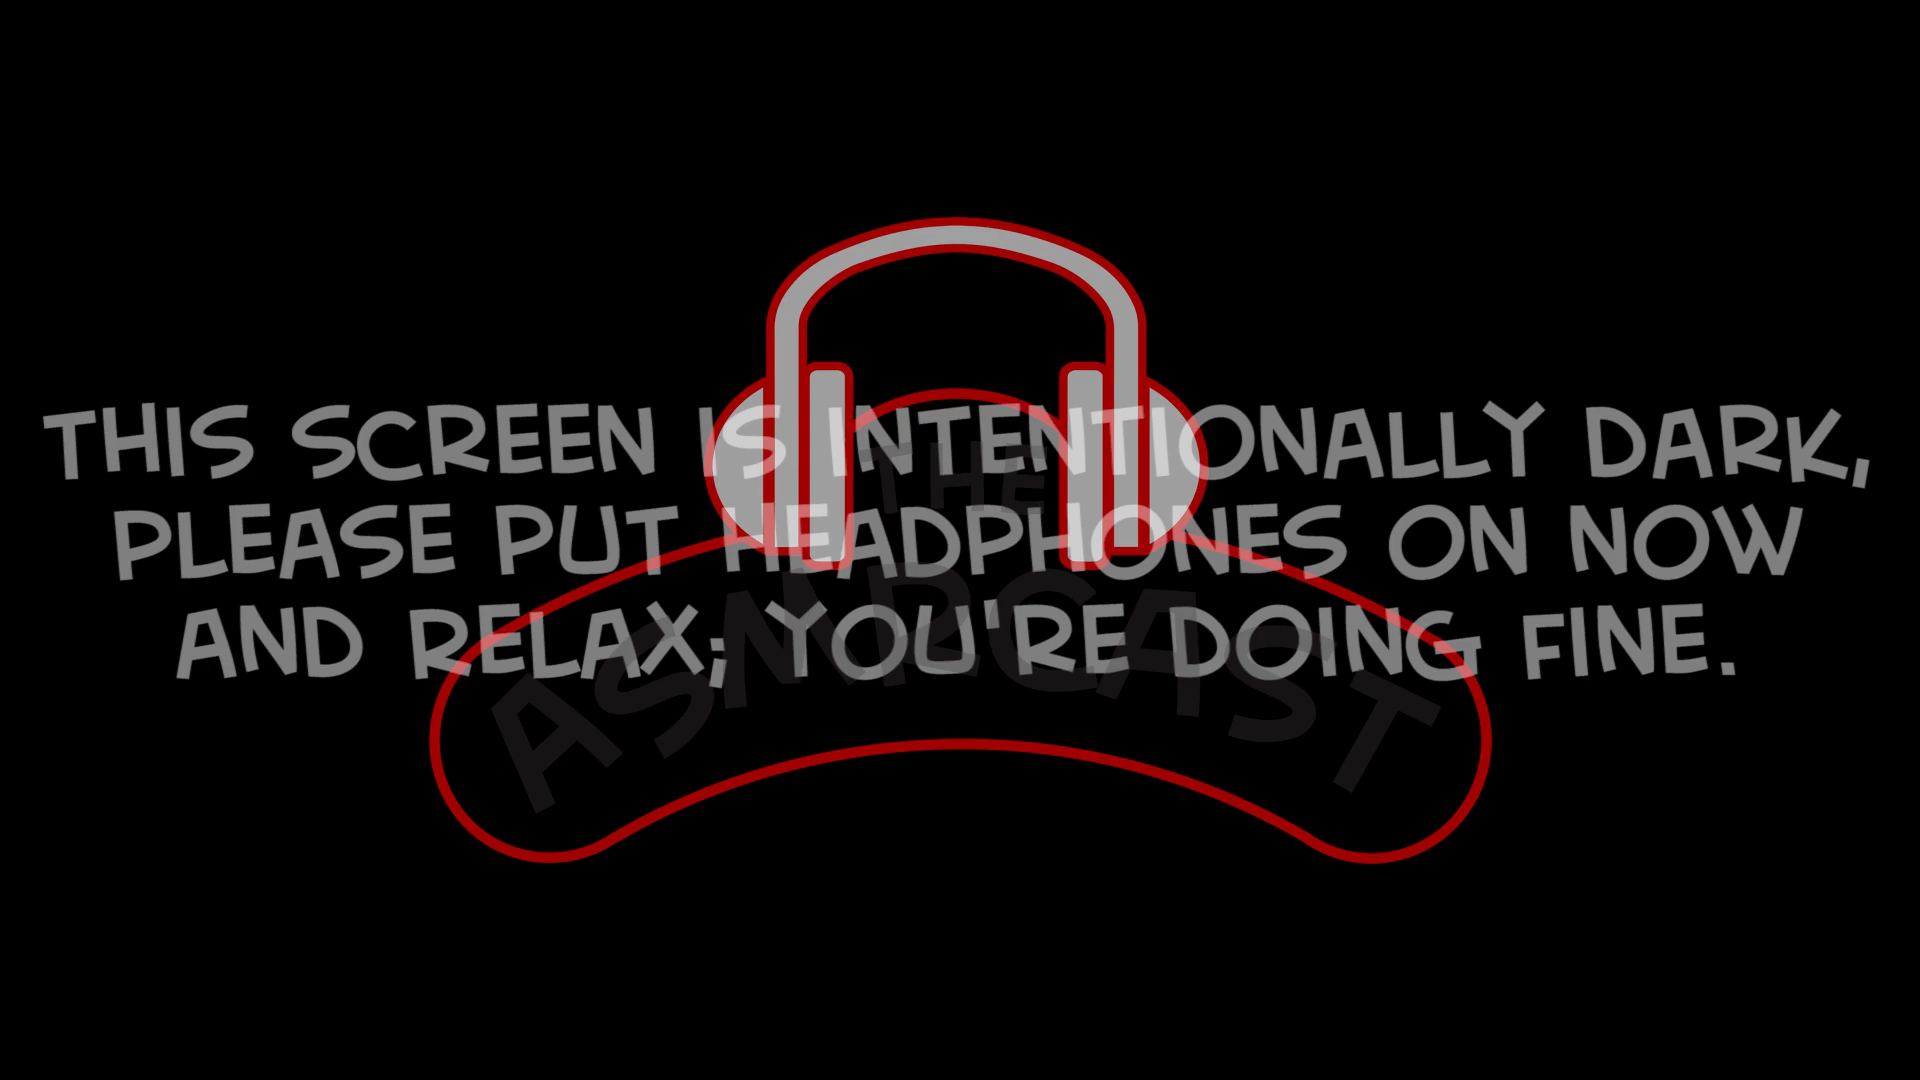 THIS SCREEN IS INTENTIONALLY DARK,
PLEASE PUT HEADPHONES ON NOW
AND RELAX; YOU'RE DOING FINE.
THE
ASMRCAST